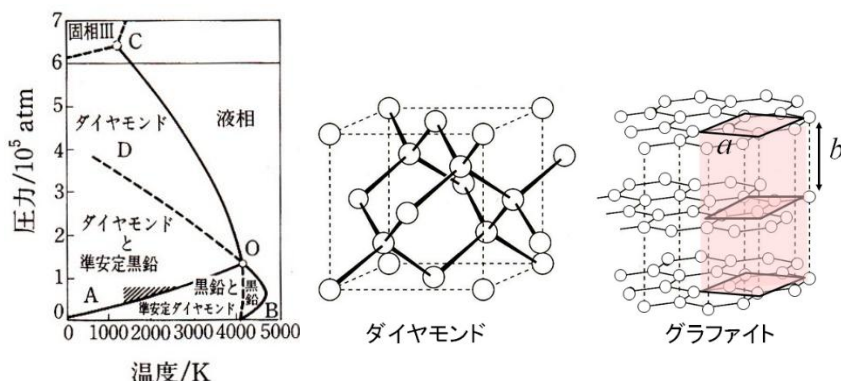 7
6
5
4
3
2
1
0
圧力/10⁵ atm
固相III
C
ダイヤモンド
D
液相
ダイヤモンドと
準安定黒鉛
O
A
黒鉛と
準安定ダイヤモンド
黒鉛
B
0 1000 2000 3000 4000 5000
温度/K
ダイヤモンド
a
b
グラファイト